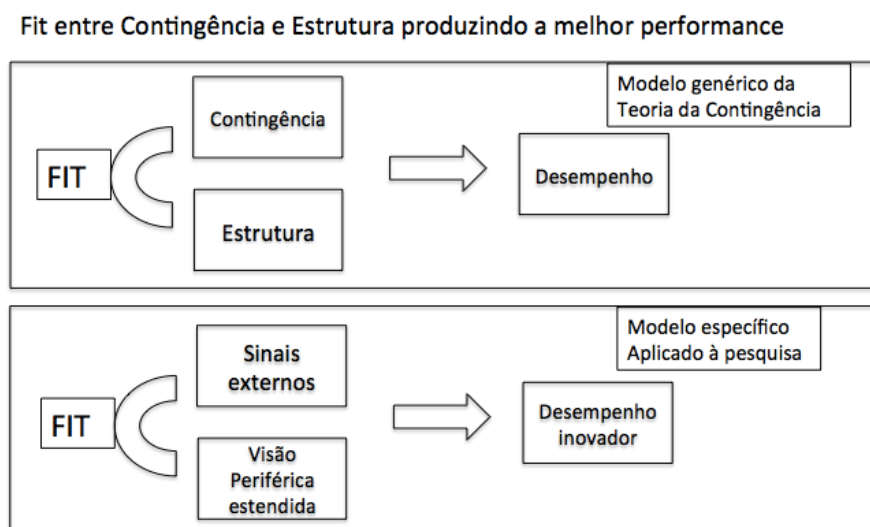 Fit entre Contingência e Estrutura produzindo a melhor performance
Modelo genérico da
Teoria da Contingência
Contingência
FIT
Desempenho
Estrutura
Modelo específico
Aplicado à pesquisa
Sinais
externos
FIT
Desempenho
inovador
Visão
Periférica
estendida